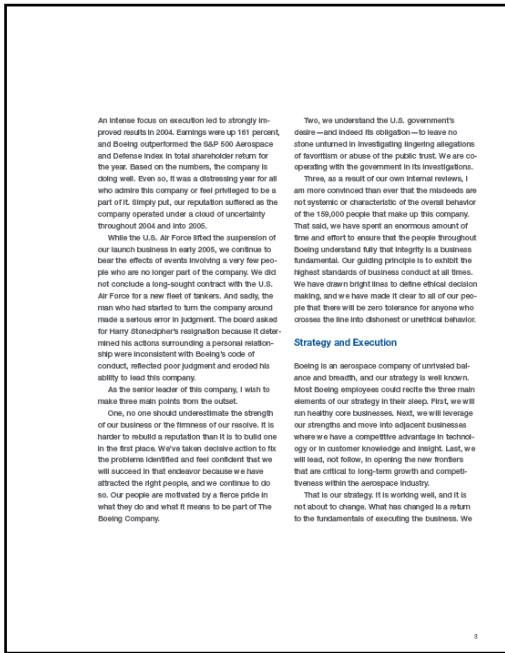 An intense focus on execution led to strongly im-
proved results in 2004. Earnings were up 161 percent,
and Boeing outperformed the S&P 500 Aerospace
and Defense Index in total shareholder return for
the year. Based on the numbers, the company is
doing well. Even so, it was a distressing year for all
who admire this company or feel privileged to be a
part of it. Simply put, our reputation suffered as the
company operated under a cloud of uncertainty
throughout 2004 and into 2005.
While the U.S. Air Force lifted the suspension of
our launch business in early 2005, we continue to
bear the effects of events involving a very few peo-
ple who are no longer part of the company. We did
not conclude a long-sought contract with the U.S.
Air Force for a new fleet of tankers. And sadly, the
man who had started to turn the company around
made a serious error in judgment. The board asked
for Harry Stonecipher's resignation because it deter-
mined his actions surrounding a personal relation-
ship were inconsistent with Boeing's code of
conduct, reflected poor judgment and eroded his
ability to lead this company.
As the senior leader of this company, I wish to
make three main points from the outset.
One, no one should underestimate the strength
of our business or the firmness of our resolve. It is
harder to rebuild a reputation than it is to build one
in the first place. We've taken decisive action to fix
the problems identified and feel confident that we
will succeed in that endeavor because we have
attracted the right people, and we continue to do
so. Our people are motivated by a fierce pride in
what they do and what it means to be part of The
Boeing Company.
Two, we understand the U.S. government's
desire—and indeed its obligation—to leave no
stone unturned in investigating lingering allegations
of favoritism or abuse of the public trust. We are co-
operating with the government in its investigations.
Three, as a result of our own internal reviews, I
am more convinced than ever that the misdeeds are
not systemic or characteristic of the overall behavior
of the 159,000 people that make up this company.
That said, we have spent an enormous amount of
time and effort to ensure that the people throughout
Boeing understand fully that integrity is a business
fundamental. Our guiding principle is to exhibit the
highest standards of business conduct at all times.
We have drawn bright lines to define ethical decision
making, and we have made it clear to all of our peo-
ple that there will be zero tolerance for anyone who
crosses the line into dishonest or unethical behavior.
Strategy and Execution
Boeing is an aerospace company of unrivaled bal-
ance and breadth, and our strategy is well known.
Most Boeing employees could recite the three main
elements of our strategy in their sleep. First, we will
run healthy core businesses. Next, we will leverage
our strengths and move into adjacent businesses
where we have a competitive advantage in technol-
ogy or in customer knowledge and insight. Last, we
will lead, not follow, in opening the new frontiers
that are critical to long-term growth and competi-
tiveness within the aerospace industry.
That is our strategy. It is working well, and it is
not about to change. What has changed is a return
to the fundamentals of executing the business. We
3